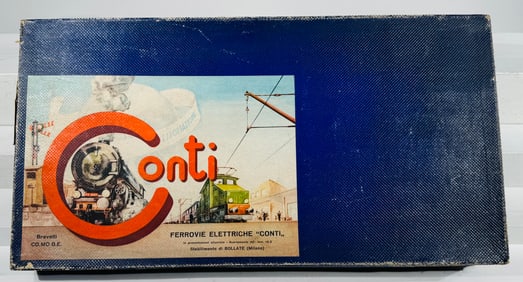 Conti
Brevetti
CO.MO D.E.
FERROVIE ELETTRICHE "CONTI„
Stabilimento di BOLLATE (Milano)